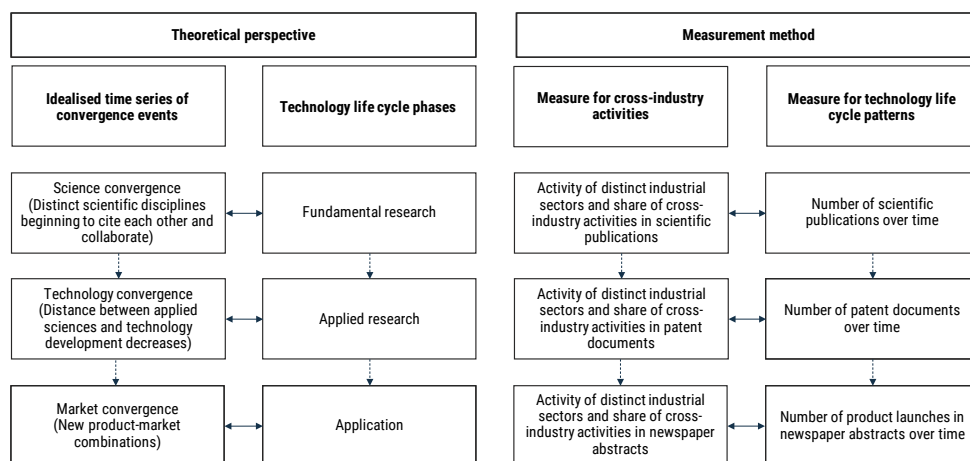 Theoretical perspective
Measurement method
Idealised time series of
convergence events
Technology life cycle phases
Measure for cross-industry
activities
Measure for technology life
cycle patterns
Science convergence
(Distinct scientific disciplines
beginning to cite each other and
collaborate)
Fundamental research
Activity of distinct industrial
sectors and share of cross-
industry activities in scientific
publications
Number of scientific
publications over time
Technology convergence
(Distance between applied
sciences and technology
development decreases)
Applied research
Activity of distinct industrial
sectors and share of cross-
industry activities in patent
documents
Number of patent documents
over time
Market convergence
(New product-market
combinations)
Application
Activity of distinct industrial
sectors and share of cross-
industry activities in newspaper
abstracts
Number of product launches in
newspaper abstracts over time